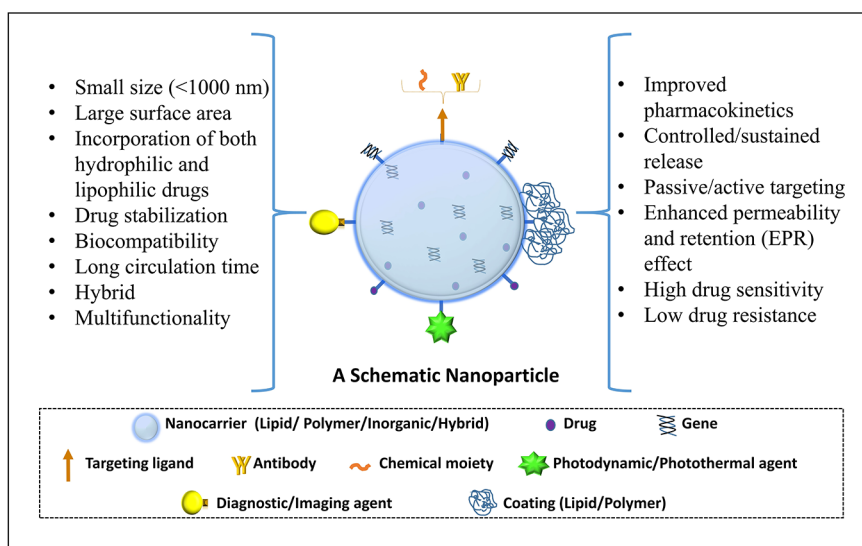 • Small size (<1000 nm)
• Large surface area
• Incorporation of both
hydrophilic and
lipophilic drugs
• Drug stabilization
• Biocompatibility
• Long circulation time
• Hybrid
• Multifunctionality
• Improved
pharmacokinetics
• Controlled/sustained
release
• Passive/active targeting
• Enhanced permeability
and retention (EPR)
effect
• High drug sensitivity
• Low drug resistance
A Schematic Nanoparticle
Nanocarrier (Lipid/ Polymer/Inorganic/Hybrid) Drug Gene
Targeting ligand Antibody Chemical moiety Photodynamic/Photothermal agent
Diagnostic/Imaging agent Coating (Lipid/Polymer)